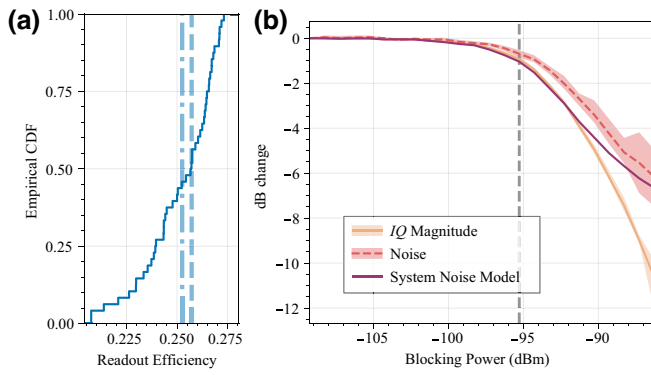 (a)
1.00
0.75
0.50
0.25
0.00
Empirical CDF
0.225
0.250
0.275
Readout Efficiency
(b)
0
−2
−4
−6
−8
−10
−12
dB change
IQ Magnitude
Noise
System Noise Model
−105
−100
−95
−90
Blocking Power (dBm)